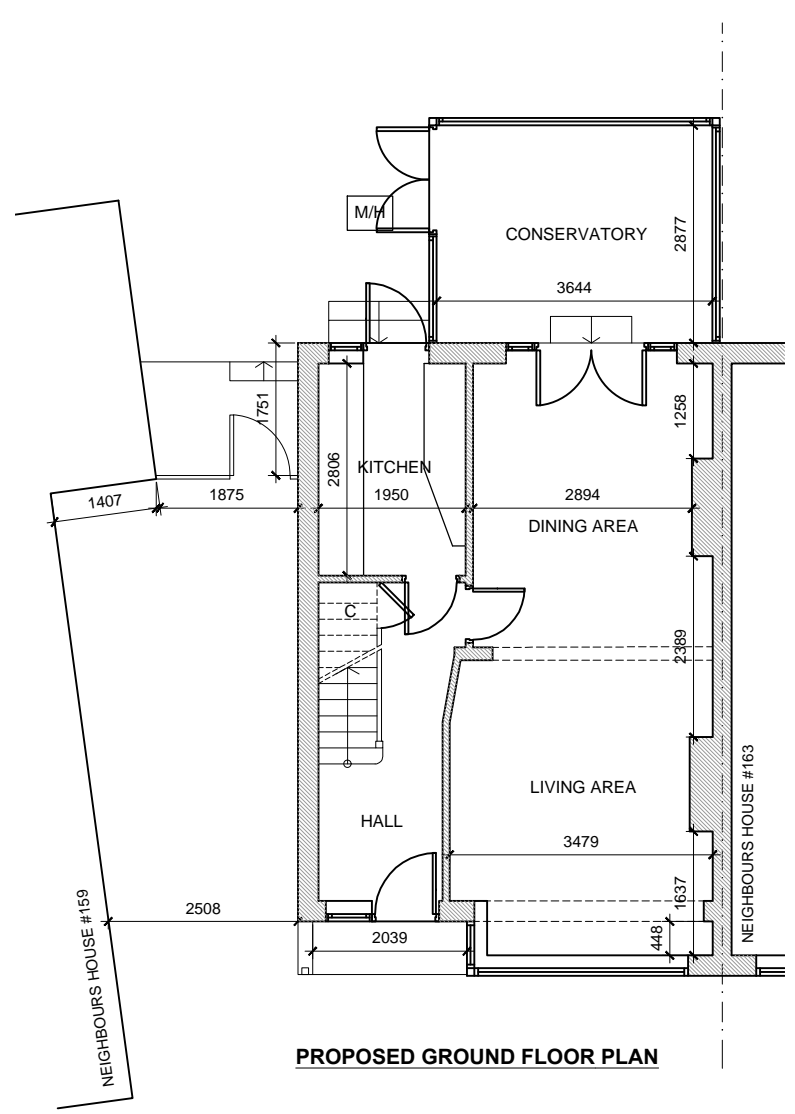 M/H
CONSERVATORY
2877
3644
1751
1258
2806
KITCHEN
1407
1875
1950
2894
DINING AREA
C
2389
LIVING AREA
HALL
3479
NEIGHBOURS HOUSE #163
1637
NEIGHBOURS HOUSE #159
2508
2039
448
PROPOSED GROUND FLOOR PLAN